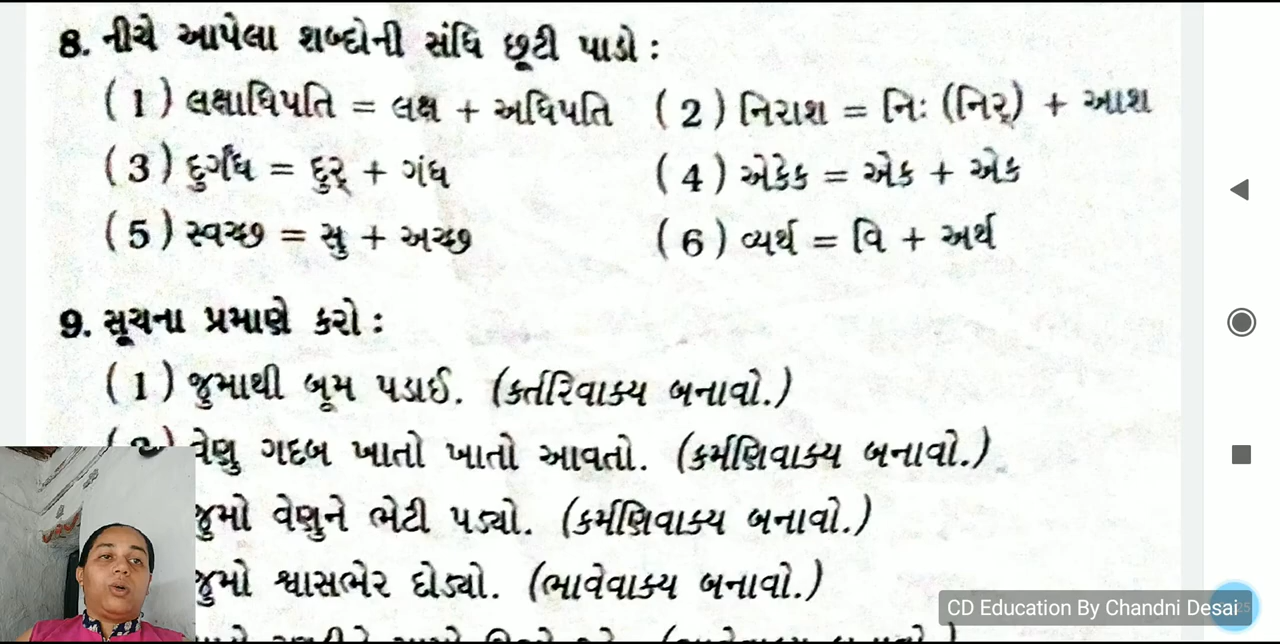 8. નીચે આપેલા શબ્દોની સંધિ છૂટી પાડો :
( 1 ) લક્ષાધિપતિ = લક્ષ + અધિપતિ ( 2 ) નિરાશ = નિઃ (નિર્) + આશ
( 3 ) દુર્ગંધ = દુર્ + ગંધ ( 4 ) એકેક = એક + એક
( 5 ) સ્વચ્છ = સુ + અચ્છ ( 6 ) વ્યર્થ = વિ + અર્થ
9. સૂચના પ્રમાણે કરો :
( 1 ) જુમાથી બૂમ પડાઈ. (કર્તરિવાક્ય બનાવો.)
વેણુ ગદબ ખાતો ખાતો આવતો. (કર્મણિવાક્ય બનાવો.)
જુમો વેણુને ભેટી પડ્યો. (કર્મણિવાક્ય બનાવો.)
જુમો શ્વાસભેર દોડ્યો. (ભાવેવાક્ય બનાવો.)
CD Education By Chandni Desai